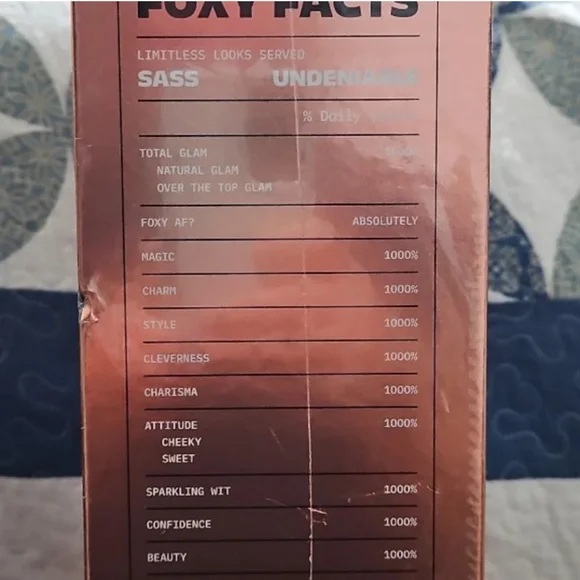 FOXY FACTS
LIMITLESS LOOKS SERVED
SASS UNDENIABLE
% Daily
TOTAL GLAM
NATURAL GLAM
OVER THE TOP GLAM
FOXY AF? ABSOLUTELY
MAGIC 1000%
CHARM 1000%
STYLE 1000%
CLEVERNESS 1000%
CHARISMA 1000%
ATTITUDE 1000%
CHEEKY
SWEET
SPARKLING WIT 1000%
CONFIDENCE 1000%
BEAUTY 1000%